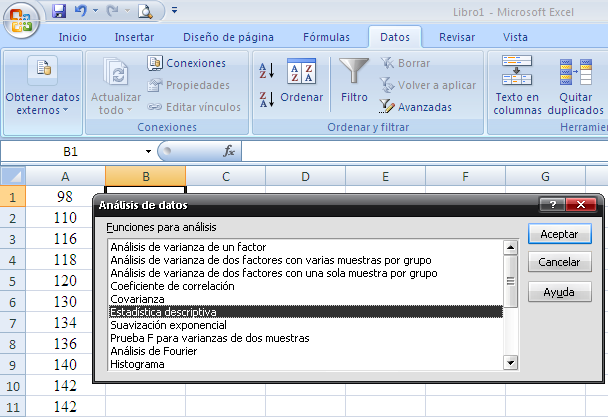 Libro1 - Microsoft Excel
Inicio Insertar Diseño de página Fórmulas Datos Revisar Vista
Obtener datos externos
Actualizar todo
Conexiones
Propiedades
Editar vínculos
Conexiones
Ordenar
Filtro
Borrar
Volver a aplicar
Avanzadas
Ordenar y filtrar
Texto en columnas
Quitar duplicados
Herramier
B1
fx
A B C D E F G
1 98
2 110
3 116
4 118
5 120
6 130
7 134
8 136
9 140
10 142
11 142
Análisis de datos
Funciones para análisis
Análisis de varianza de un factor
Análisis de varianza de dos factores con varias muestras por grupo
Análisis de varianza de dos factores con una sola muestra por grupo
Coeficiente de correlación
Covarianza
Estadística descriptiva
Suavización exponencial
Prueba F para varianzas de dos muestras
Análisis de Fourier
Histograma
Aceptar
Cancelar
Ayuda